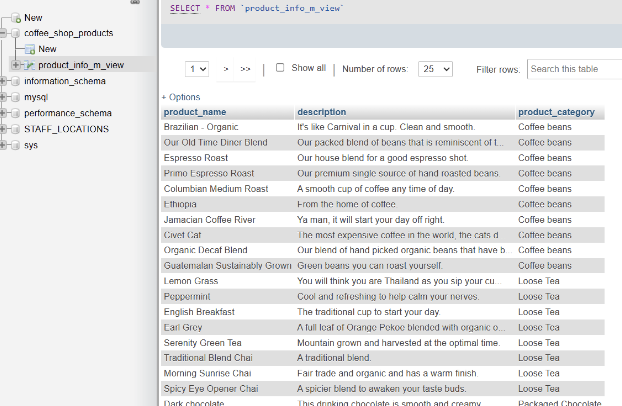 New
coffee_shop_products
New
product_info_m_view
information_schema
mysql
performance_schema
STAFF_LOCATIONS
sys
SELECT * FROM `product_info_m_view`
1 > >> | Show all | Number of rows: 25 Filter rows: Search this table
+ Options
product_name description product_category
Brazilian - Organic It's like Carnival in a cup. Clean and smooth. Coffee beans
Our Old Time Diner Blend Our packed blend of beans that is reminiscent of t... Coffee beans
Espresso Roast Our house blend for a good espresso shot. Coffee beans
Primo Espresso Roast Our premium single source of hand roasted beans. Coffee beans
Columbian Medium Roast A smooth cup of coffee any time of day. Coffee beans
Ethiopia From the home of coffee. Coffee beans
Jamacian Coffee River Ya man, it will start your day off right. Coffee beans
Civet Cat The most expensive coffee in the world, the cats d... Coffee beans
Organic Decaf Blend Our blend of hand picked organic beans that have b... Coffee beans
Guatemalan Sustainably Grown Green beans you can roast yourself. Coffee beans
Lemon Grass You will think you are Thailand as you sip your cu... Loose Tea
Peppermint Cool and refreshing to help calm your nerves. Loose Tea
English Breakfast The traditional cup to start your day. Loose Tea
Earl Grey A full leaf of Orange Pekoe blended with organic o... Loose Tea
Serenity Green Tea Mountain grown and harvested at the optimal time. Loose Tea
Traditional Blend Chai A traditional blend. Loose Tea
Morning Sunrise Chai Fair trade and organic and has a warm finish. Loose Tea
Spicy Eye Opener Chai A spicier blend to awaken your taste buds. Loose Tea
Dark chocolate This drinking chocolate is smooth and creamy. Packaged Chocolate